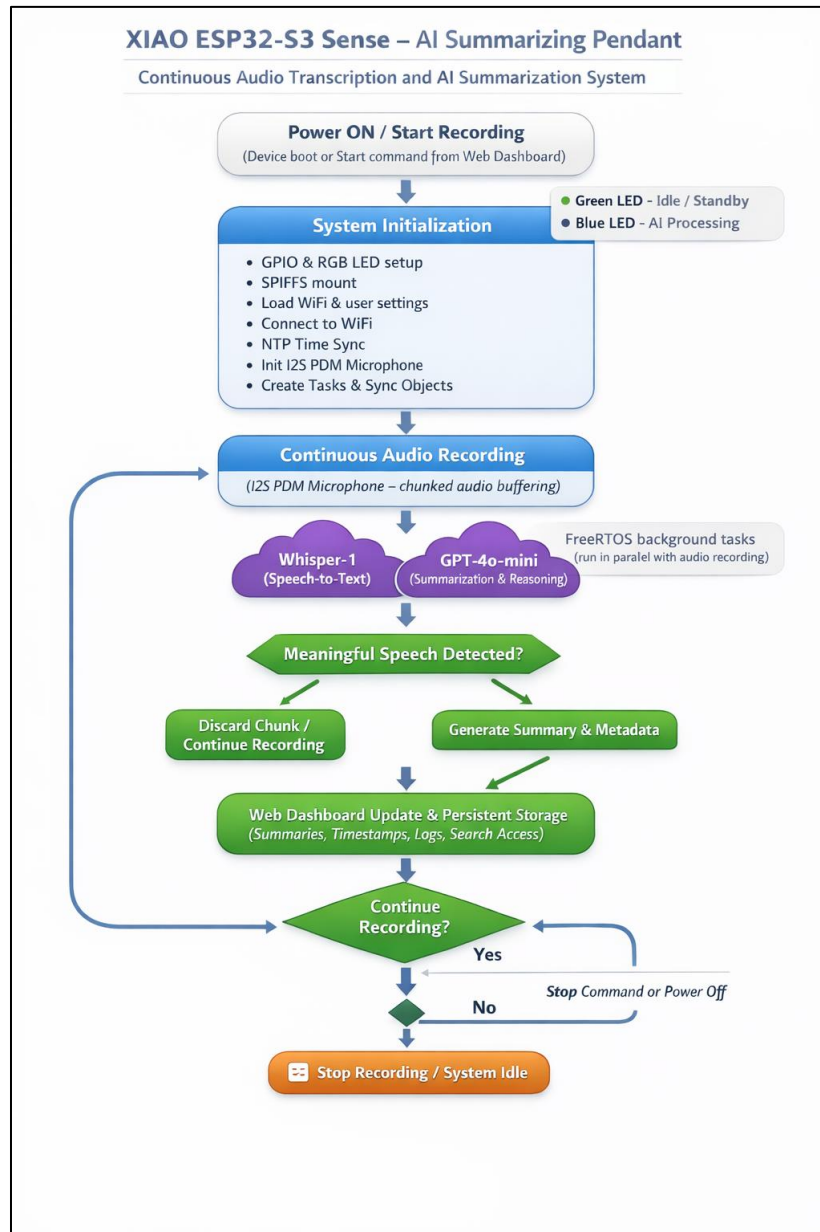 XIAO ESP32-S3 Sense – AI Summarizing Pendant
Continuous Audio Transcription and AI Summarization System
Power ON / Start Recording
(Device boot or Start command from Web Dashboard)
● Green LED - Idle / Standby
● Blue LED - AI Processing
System Initialization
• GPIO & RGB LED setup
• SPIFFS mount
• Load WiFi & user settings
• Connect to WiFi
• NTP Time Sync
• Init I2S PDM Microphone
• Create Tasks & Sync Objects
Continuous Audio Recording
(I2S PDM Microphone – chunked audio buffering)
Whisper-1
(Speech-to-Text)
GPT-4o-mini
(Summarization & Reasoning)
FreeRTOS background tasks
(run in paralel with audio recording)
Meaningful Speech Detected?
Discard Chunk /
Continue Recording
Generate Summary & Metadata
Web Dashboard Update & Persistent Storage
(Summaries, Timestamps, Logs, Search Access)
Continue
Recording?
Yes
Stop Command or Power Off
No
Stop Recording / System Idle